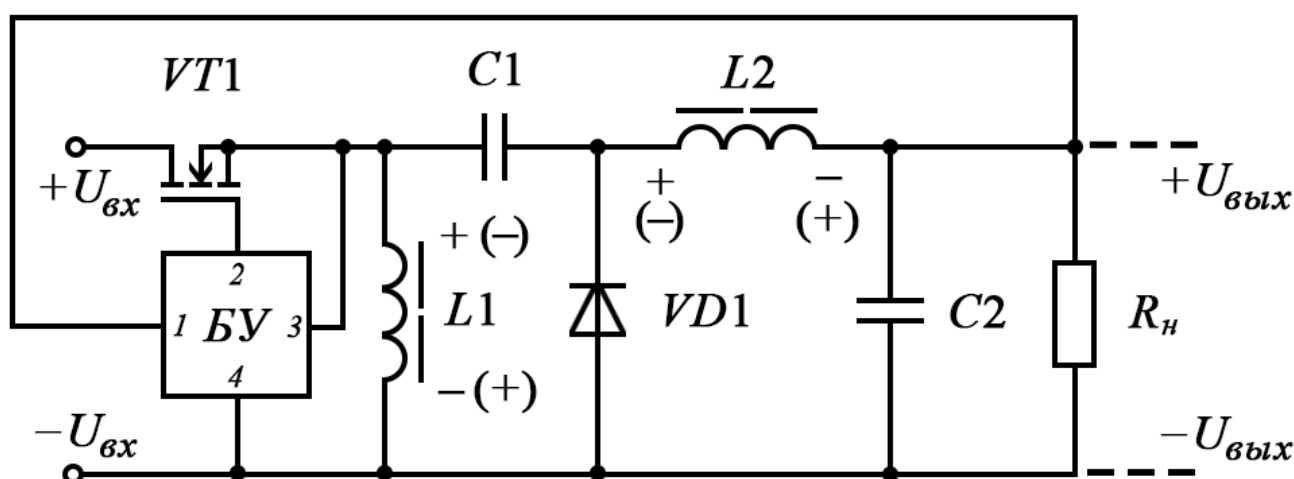 VT1
C1
L2
+Uвх
+
−
(−)
(+)
+Uвых
+ (−)
2
1 БУ 3
4
L1
VD1
C2
Rн
− (+)
−Uвх
−Uвых